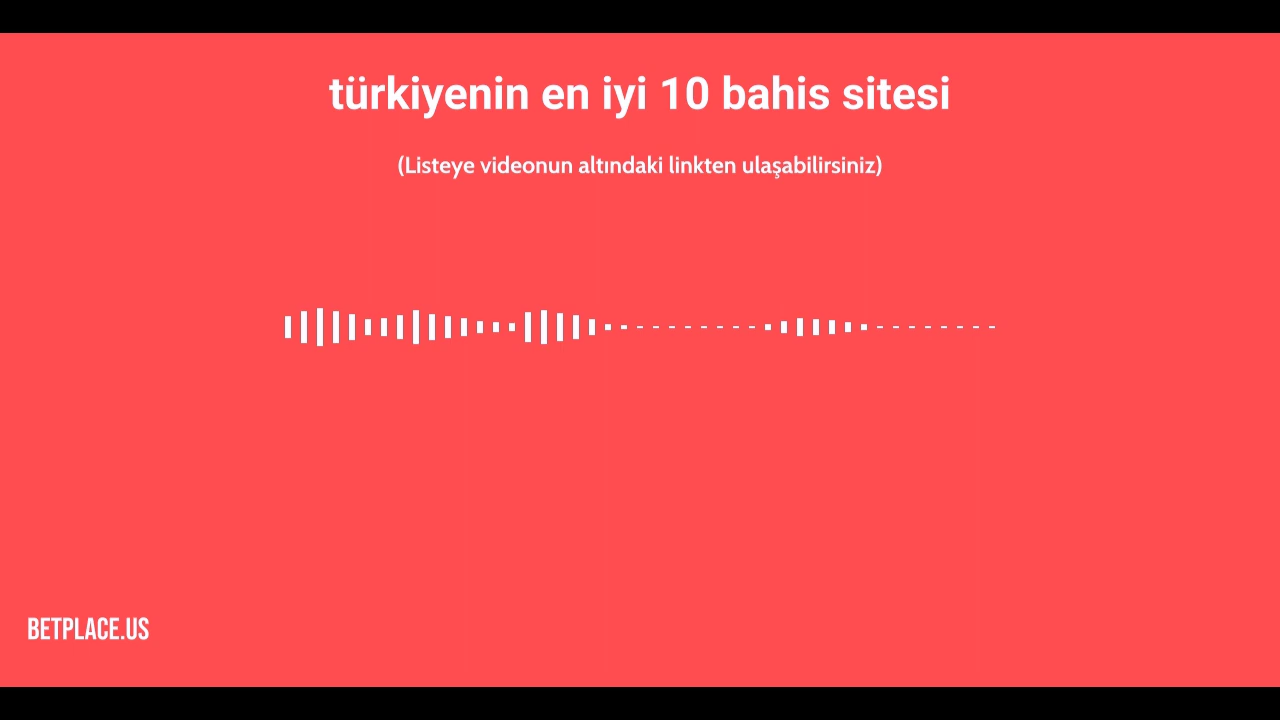 türkiyenin en iyi 10 bahis sitesi
(Listeye videonun altındaki linkten ulaşabilirsiniz)
BETPLACE.US